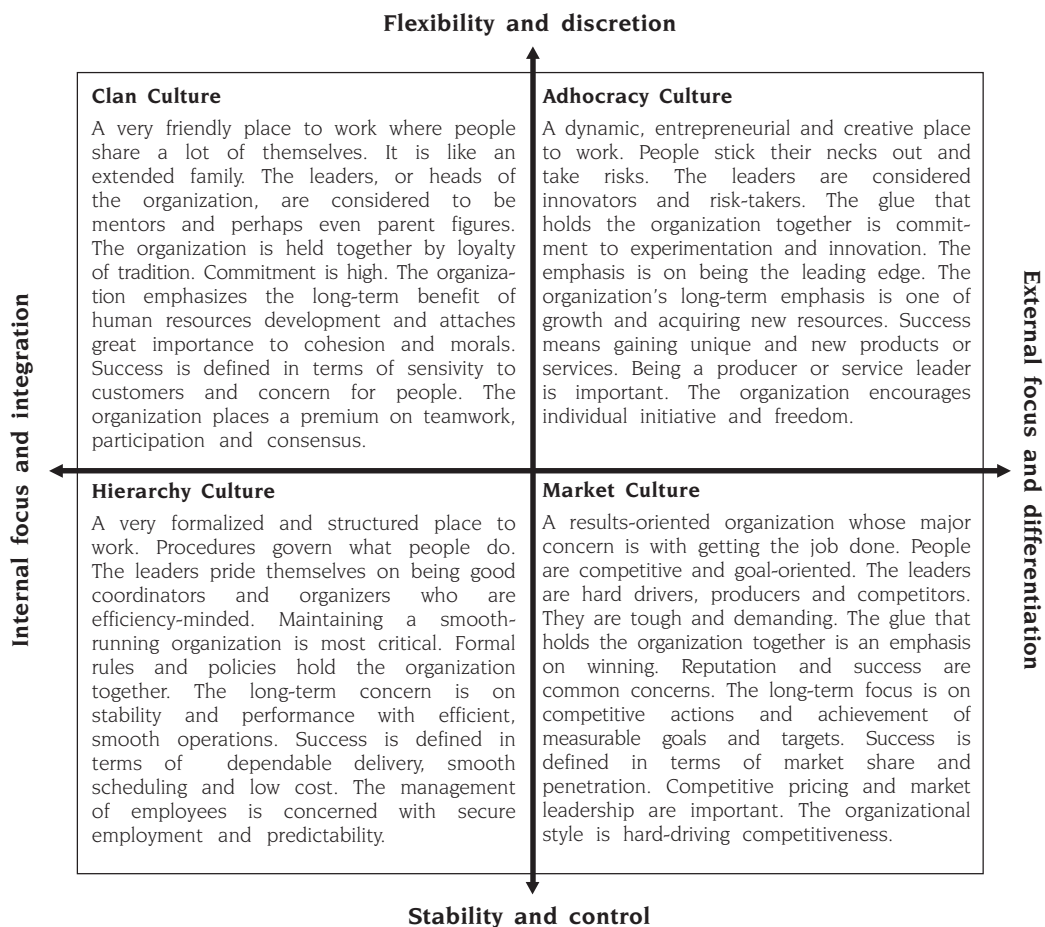 Flexibility and discretion
Clan Culture
A very friendly place to work where people
share a lot of themselves. It is like an
extended family. The leaders, or heads of
the organization, are considered to be
mentors and perhaps even parent figures.
The organization is held together by loyalty
of tradition. Commitment is high. The organiza-
tion emphasizes the long-term benefit of
human resources development and attaches
great importance to cohesion and morals.
Success is defined in terms of sensivity to
customers and concern for people. The
organization places a premium on teamwork,
participation and consensus.
Adhocracy Culture
A dynamic, entrepreneurial and creative place
to work. People stick their necks out and
take risks. The leaders are considered
innovators and risk-takers. The glue that
holds the organization together is commit-
ment to experimentation and innovation. The
emphasis is on being the leading edge. The
organization's long-term emphasis is one of
growth and acquiring new resources. Success
means gaining unique and new products or
services. Being a producer or service leader
is important. The organization encourages
individual initiative and freedom.
Internal focus and integration
External focus and differentiation
Hierarchy Culture
A very formalized and structured place to
work. Procedures govern what people do.
The leaders pride themselves on being good
coordinators and organizers who are
efficiency-minded. Maintaining a smooth-
running organization is most critical. Formal
rules and policies hold the organization
together. The long-term concern is on
stability and performance with efficient,
smooth operations. Success is defined in
terms of dependable delivery, smooth
scheduling and low cost. The management
of employees is concerned with secure
employment and predictability.
Market Culture
A results-oriented organization whose major
concern is with getting the job done. People
are competitive and goal-oriented. The leaders
are hard drivers, producers and competitors.
They are tough and demanding. The glue that
holds the organization together is an emphasis
on winning. Reputation and success are
common concerns. The long-term focus is on
competitive actions and achievement of
measurable goals and targets. Success is
defined in terms of market share and
penetration. Competitive pricing and market
leadership are important. The organizational
style is hard-driving competitiveness.
Stability and control